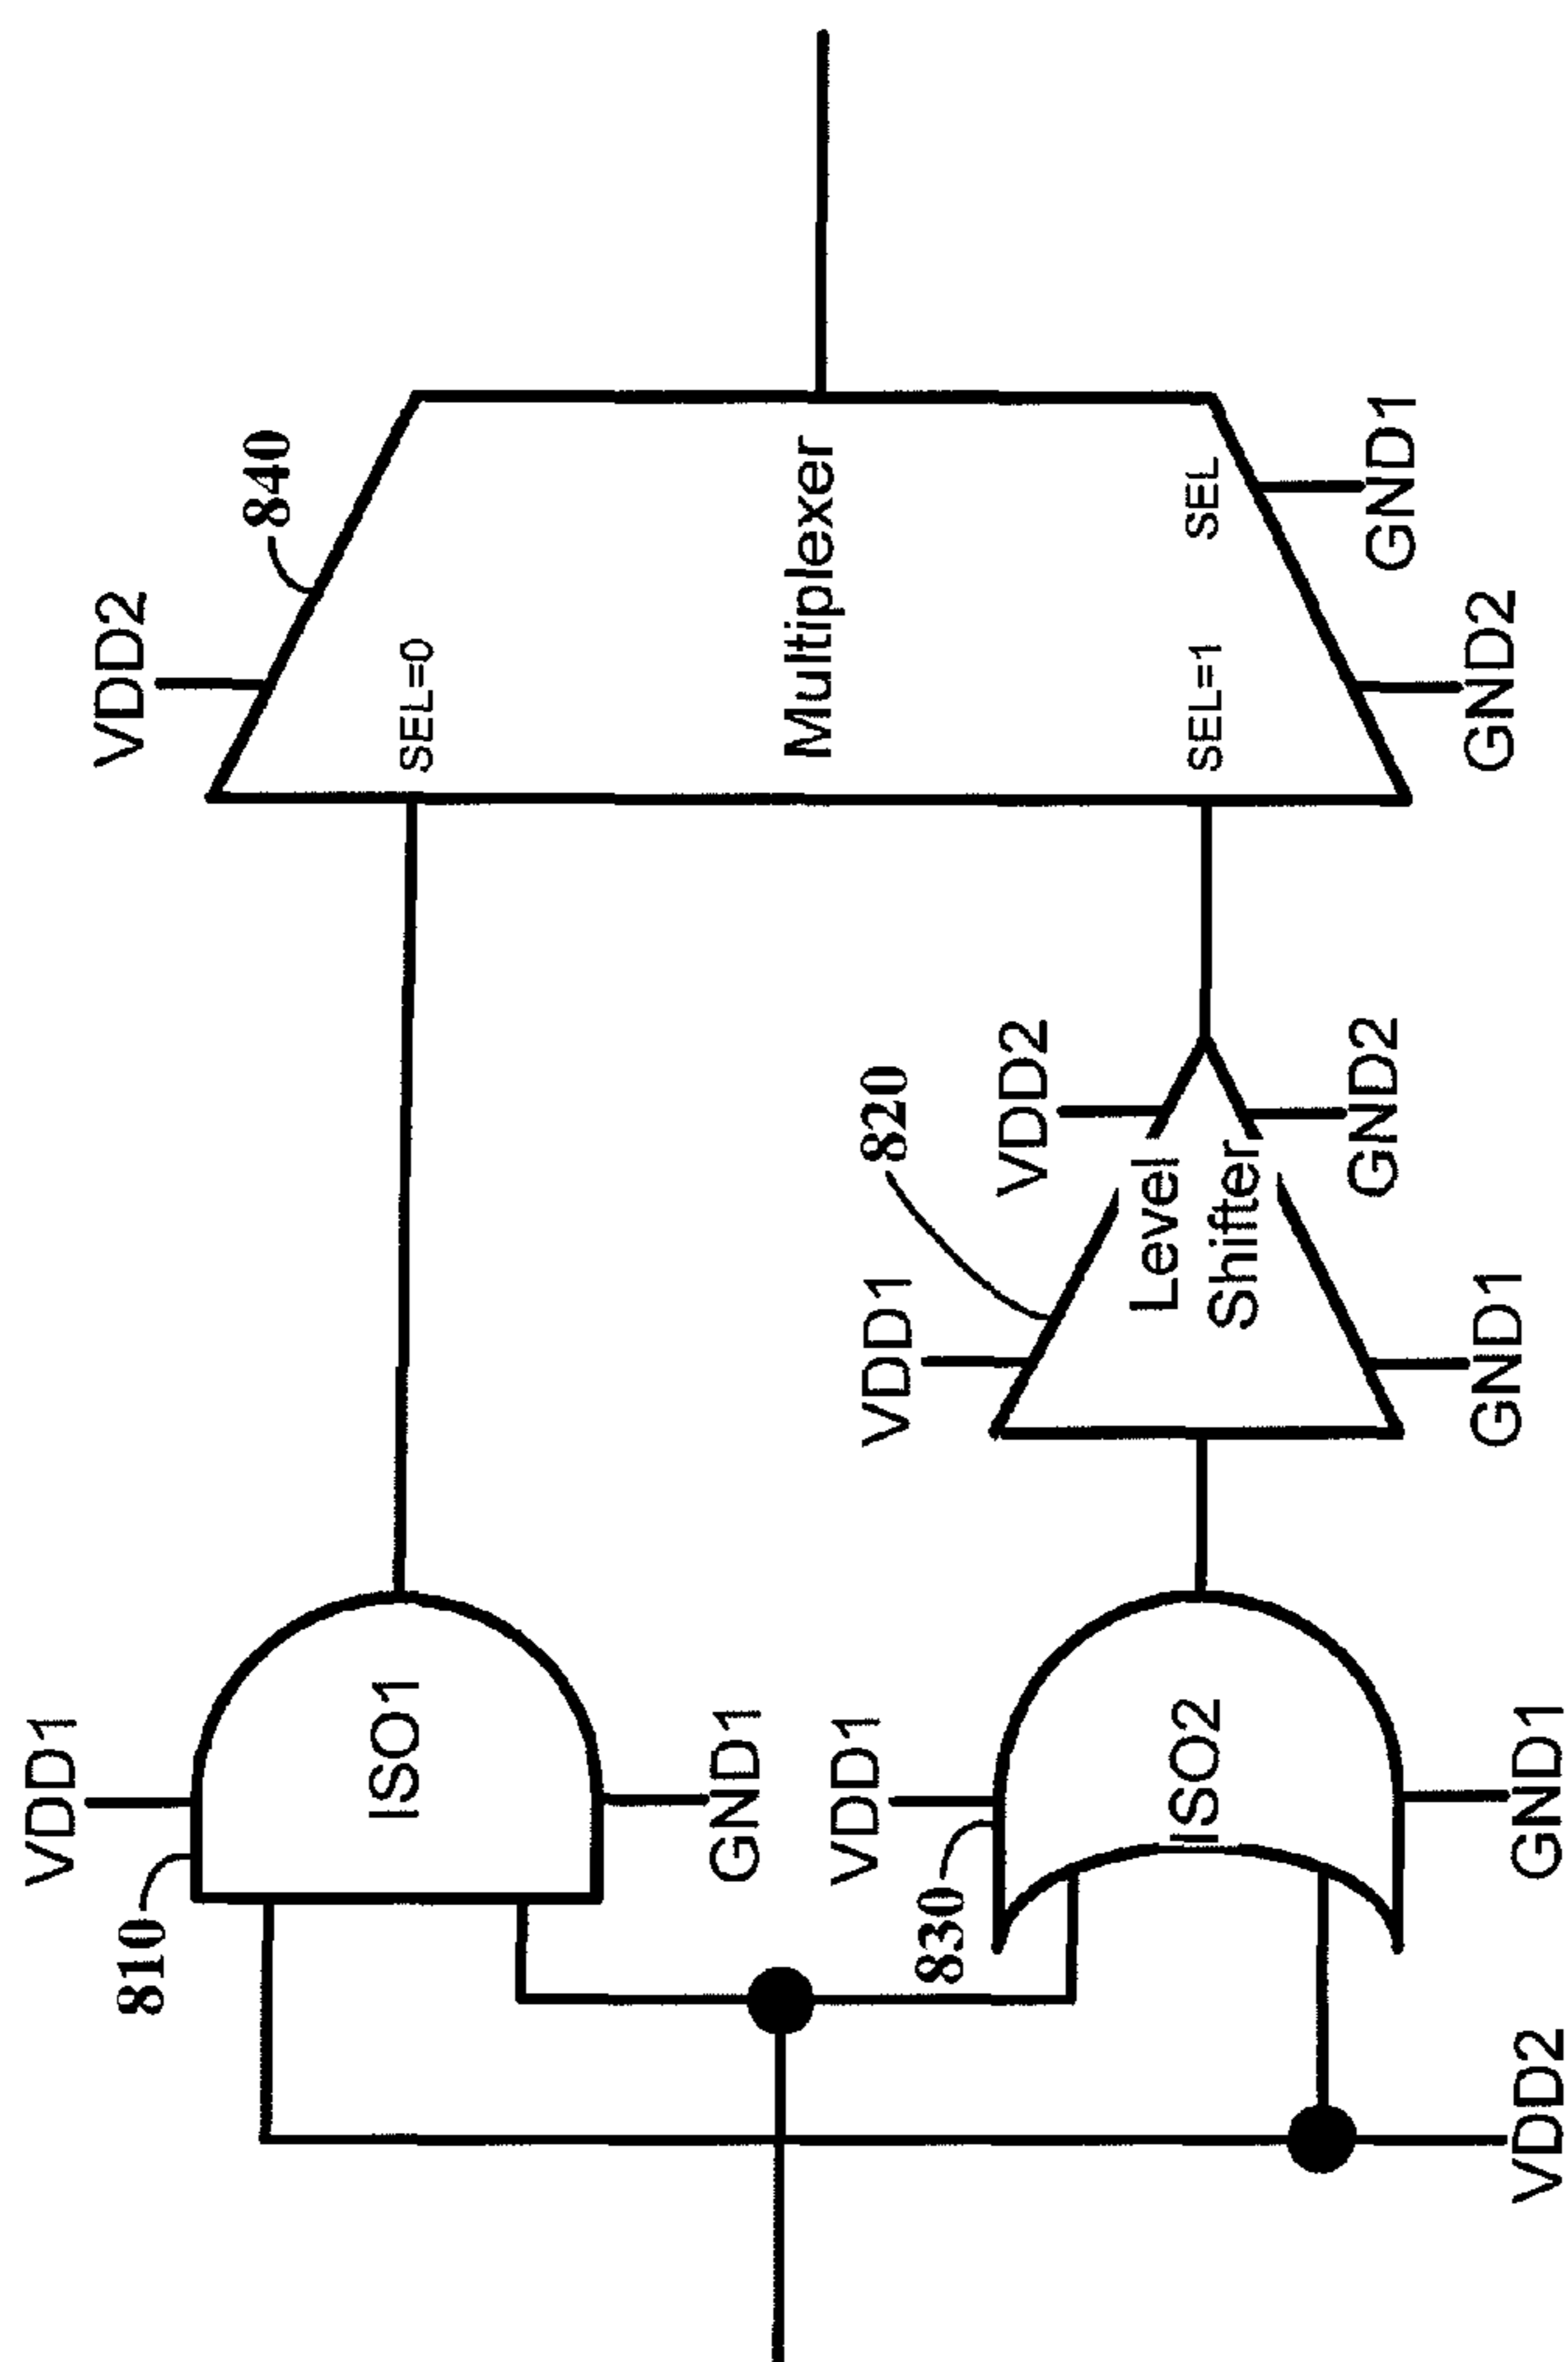 VDD1
810
ISO1
GND1
VDD1
830
ISO2
GND1
VDD2
VDD1
820
Level
Shifter
VDD2
GND1
GND2
VDD2
840
SEL=0
Multiplexer
SEL=1
SEL
GND2
GND1